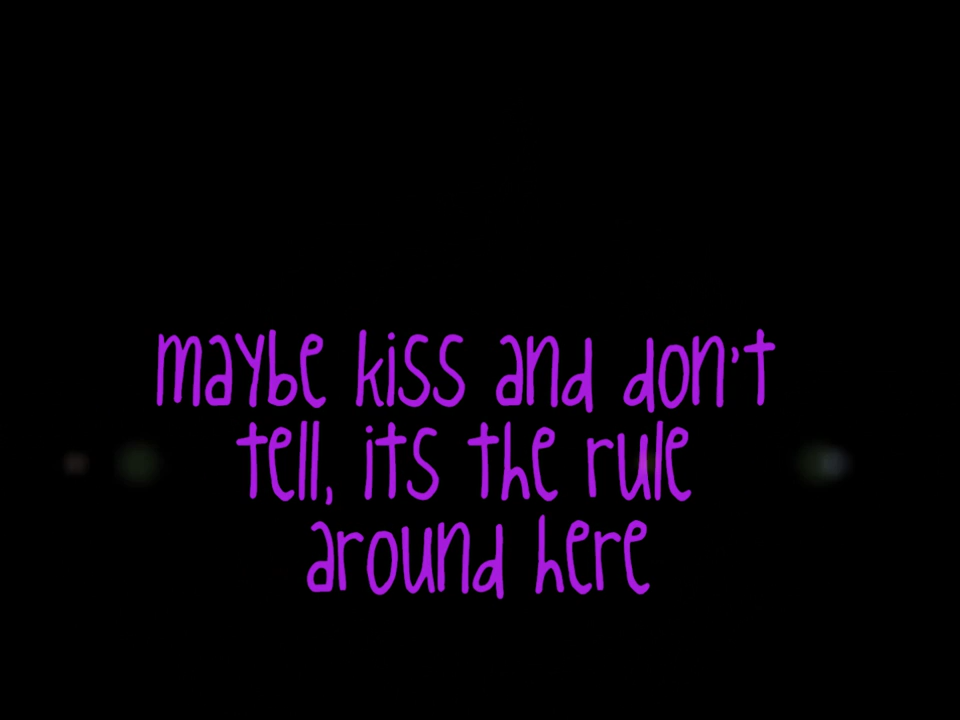 maybe kiss and don't
tell, its the rule
around here